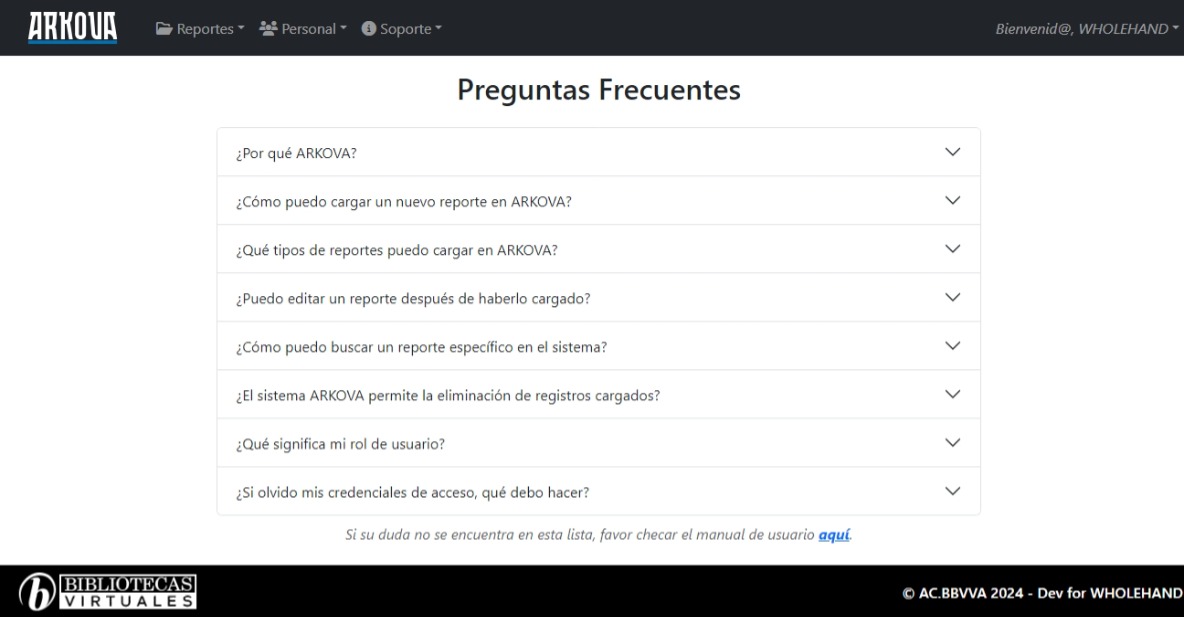 ARKOVA Reportes Personal Soporte Bienvenid@, WHOLEHAND
Preguntas Frecuentes
¿Por qué ARKOVA?
¿Cómo puedo cargar un nuevo reporte en ARKOVA?
¿Qué tipos de reportes puedo cargar en ARKOVA?
¿Puedo editar un reporte después de haberlo cargado?
¿Cómo puedo buscar un reporte específico en el sistema?
¿El sistema ARKOVA permite la eliminación de registros cargados?
¿Qué significa mi rol de usuario?
¿Si olvido mis credenciales de acceso, qué debo hacer?
Si su duda no se encuentra en esta lista, favor checar el manual de usuario aquí.
b BIBLIOTECAS
VIRTUALES
© AC.BBVVA 2024 - Dev for WHOLEHAND